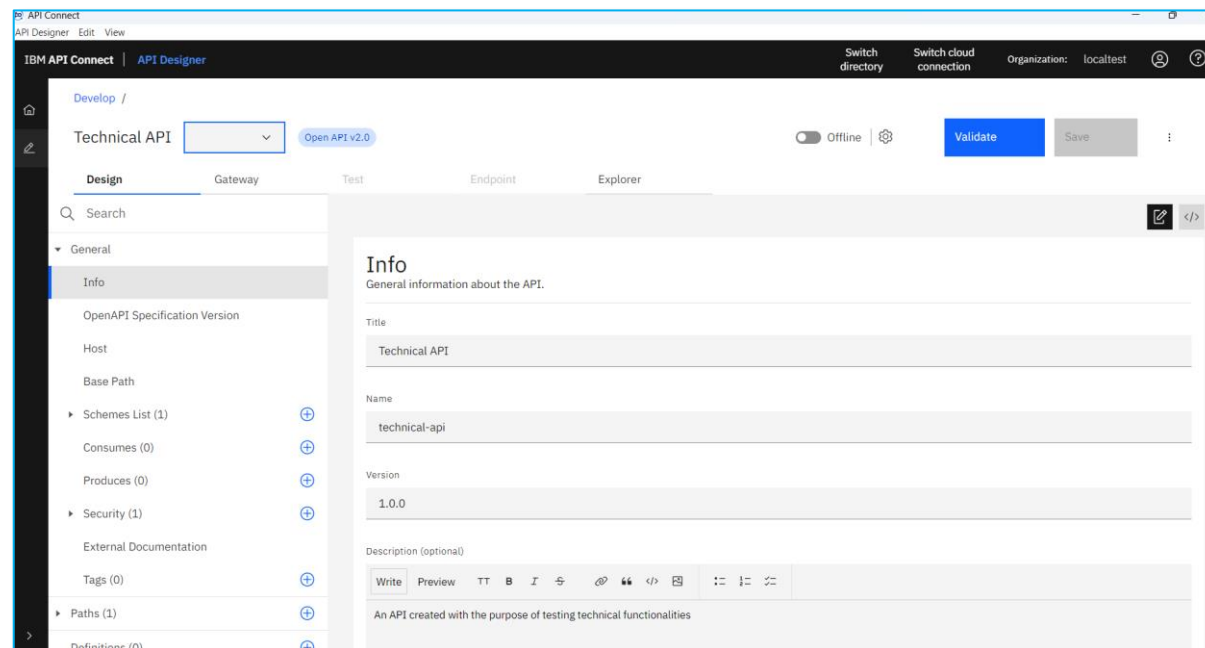 API Connect
API Designer Edit View
IBM API Connect | API Designer
Switch directory
Switch cloud connection
Organization: localtest
Develop /
Technical API
Open API v2.0
Offline
Validate
Save
Design Gateway Test Endpoint Explorer
Search
General
Info
OpenAPI Specification Version
Host
Base Path
Schemes List (1)
Consumes (0)
Produces (0)
Security (1)
External Documentation
Tags (0)
Paths (1)
Definitions (0)
Info
General information about the API.
Title
Technical API
Name
technical-api
Version
1.0.0
Description (optional)
Write Preview TT B I S
An API created with the purpose of testing technical functionalities